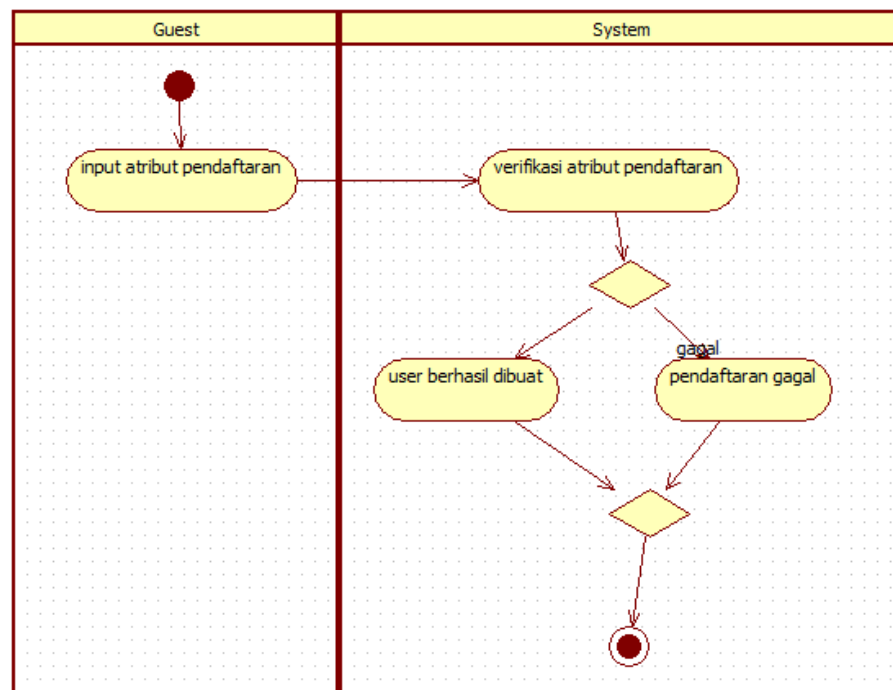 Guest
System
input atribut pendaftaran
verifikasi atribut pendaftaran
gagal
user berhasil dibuat
pendaftaran gagal